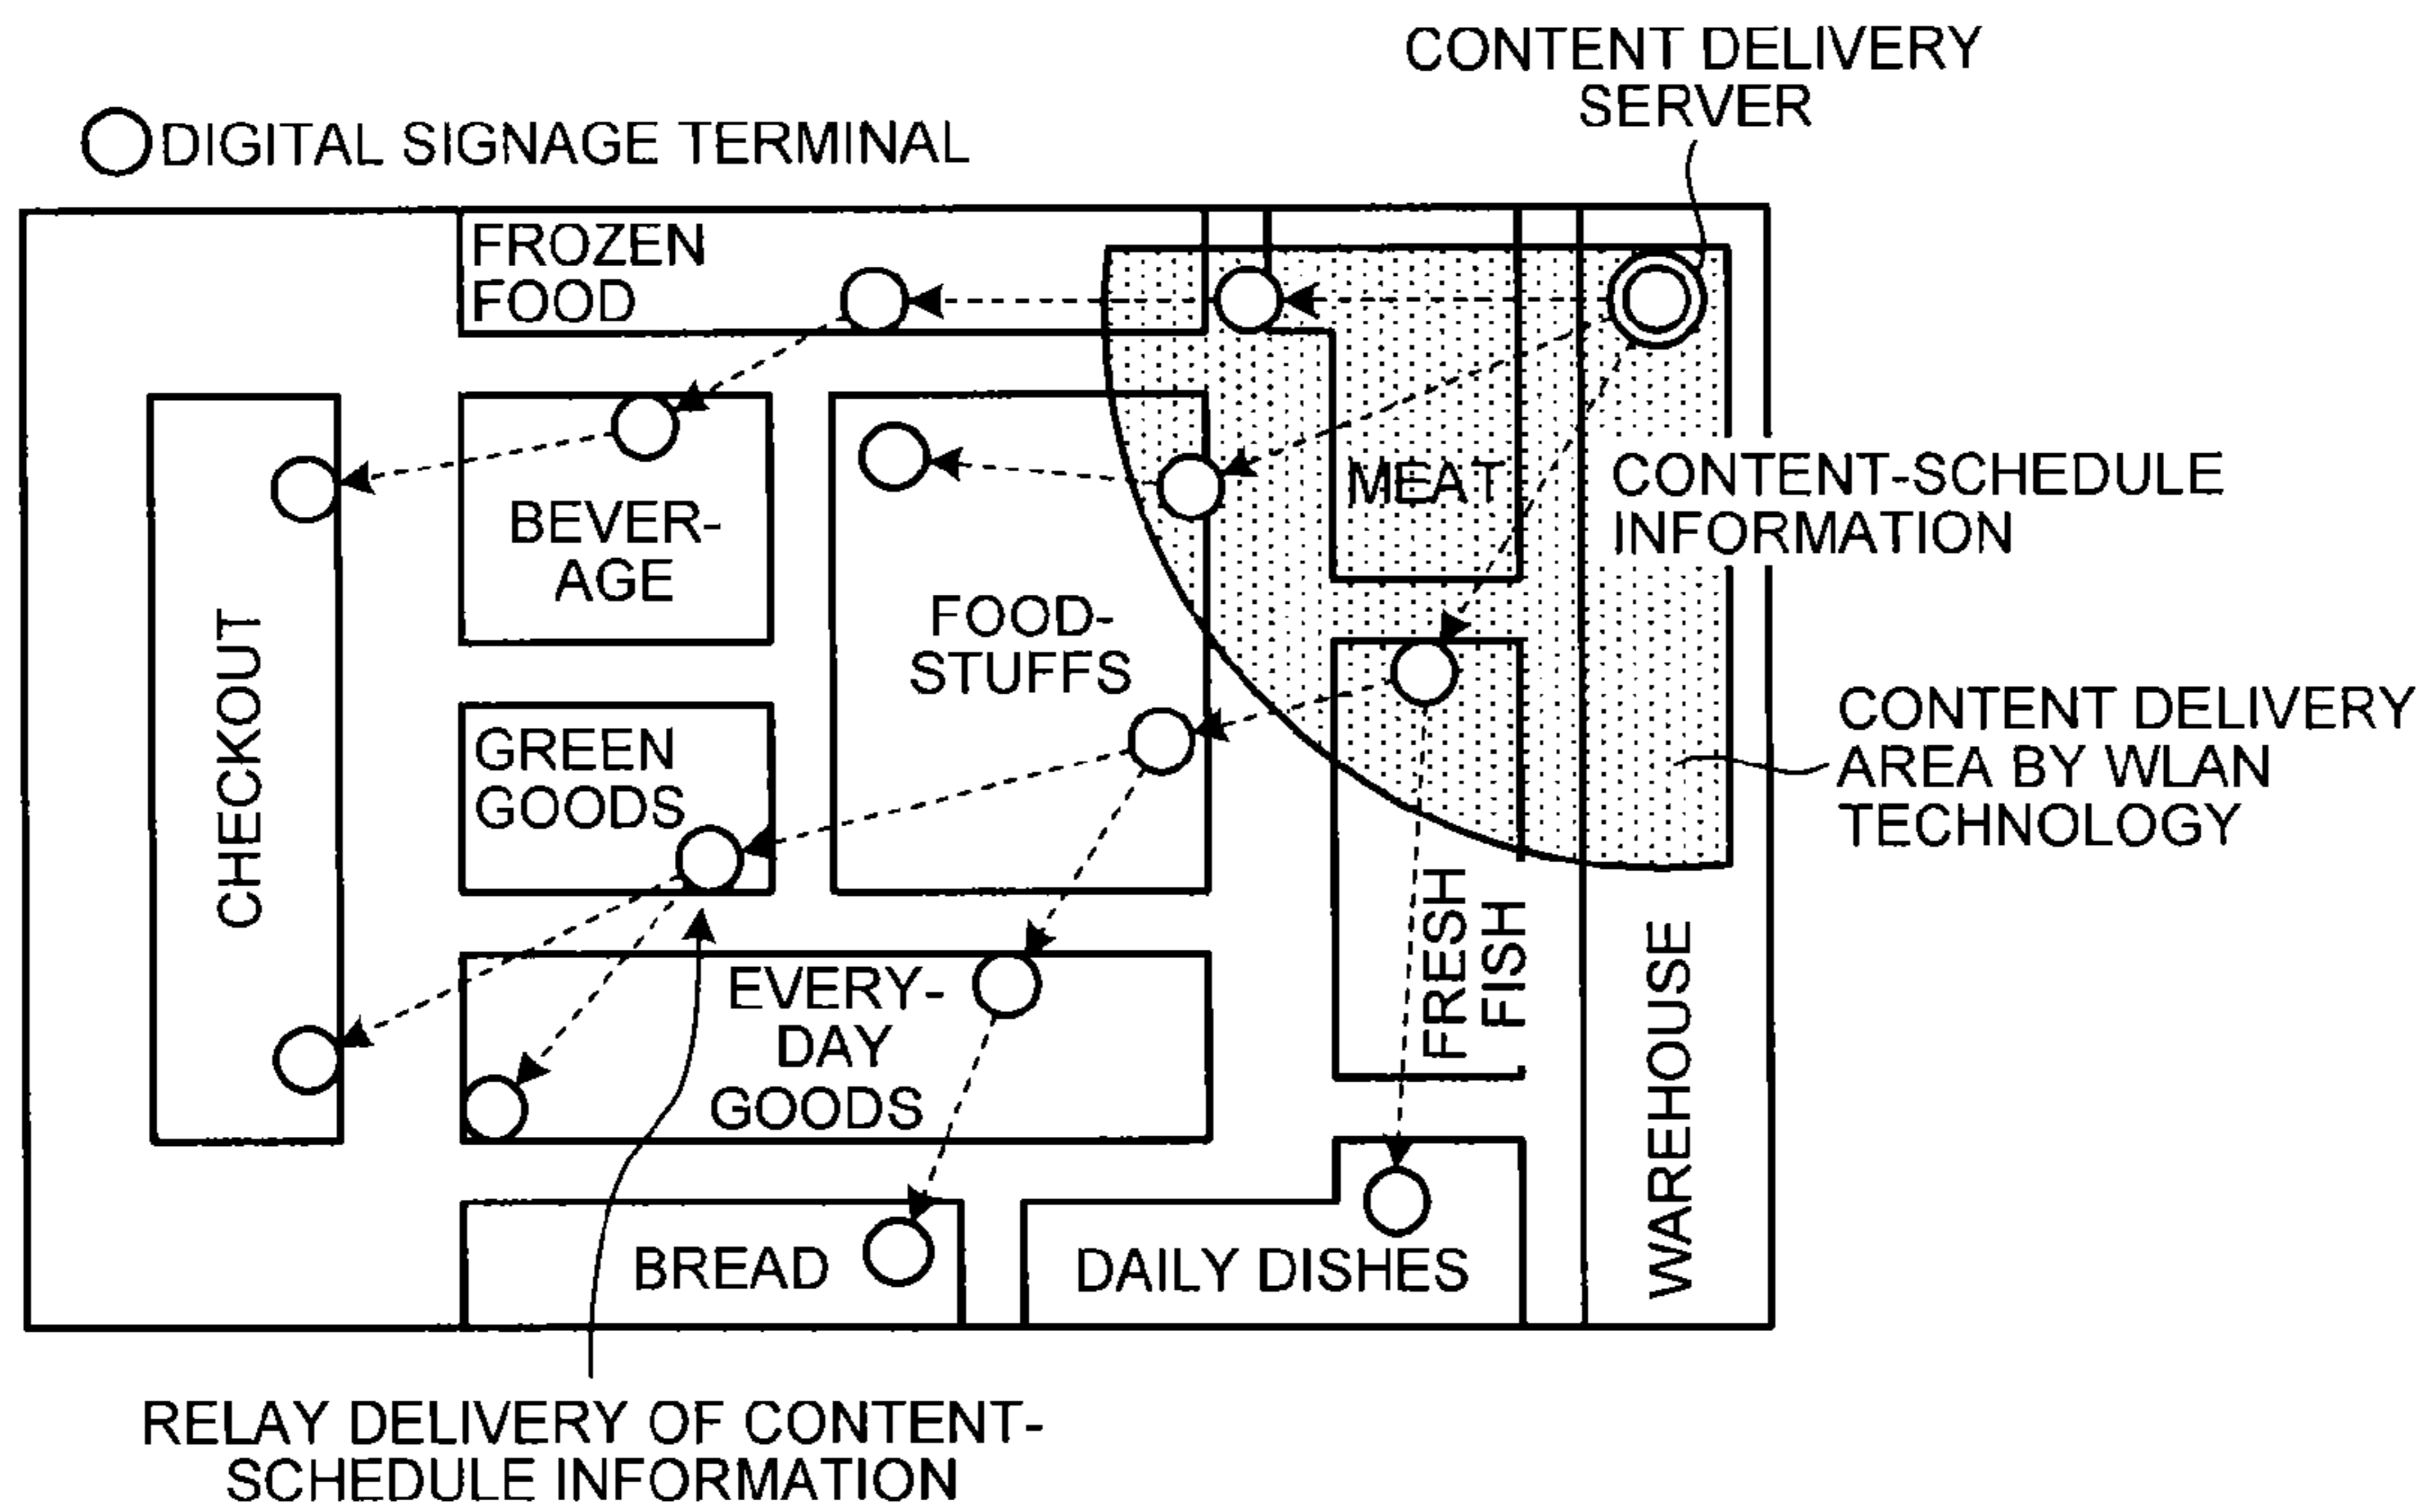 CONTENT DELIVERY
SERVER
DIGITAL SIGNAGE TERMINAL
FROZEN
FOOD
MEAT
CONTENT-SCHEDULE
INFORMATION
BEVER-
AGE
FOOD-
STUFFS
CHECKOUT
GREEN
GOODS
CONTENT DELIVERY
AREA BY WLAN
TECHNOLOGY
FRESH
FISH
WAREHOUSE
EVERY-
DAY
GOODS
BREAD
DAILY DISHES
RELAY DELIVERY OF CONTENT-
SCHEDULE INFORMATION